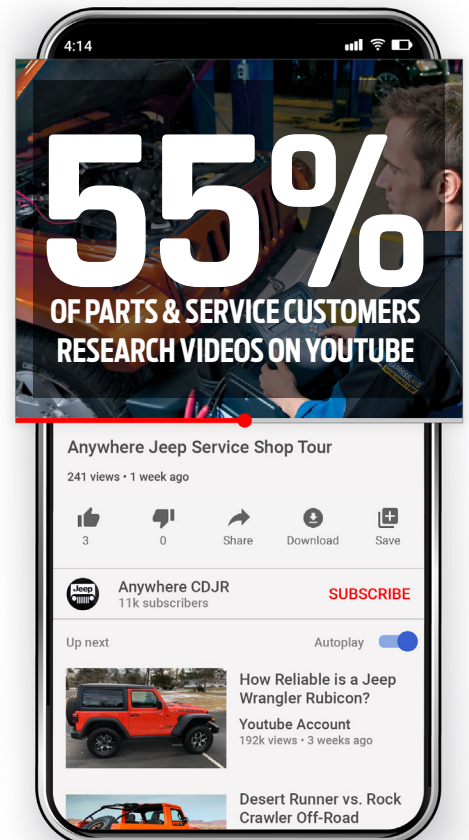 4:14
55%
OF PARTS & SERVICE CUSTOMERS
RESEARCH VIDEOS ON YOUTUBE
Anywhere Jeep Service Shop Tour
241 views • 1 week ago
3
0
Share
Download
Save
Jeep
Anywhere CDJR
11k subscribers
SUBSCRIBE
Up next
Autoplay
How Reliable is a Jeep
Wrangler Rubicon?
Youtube Account
192k views • 3 weeks ago
Desert Runner vs. Rock
Crawler Off-Road